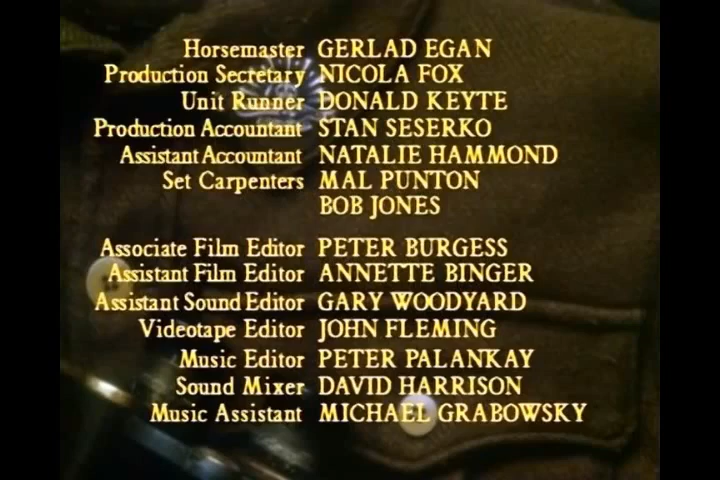 Horsemaster GERLAD EGAN
Production Secretary NICOLA FOX
Unit Runner DONALD KEYTE
Production Accountant STAN SESERKO
Assistant Accountant NATALIE HAMMOND
Set Carpenters MAL PUNTON
BOB JONES
Associate Film Editor PETER BURGESS
Assistant Film Editor ANNETTE BINGER
Assistant Sound Editor GARY WOODYARD
Videotape Editor JOHN FLEMING
Music Editor PETER PALANKAY
Sound Mixer DAVID HARRISON
Music Assistant MICHAEL GRABOWSKY